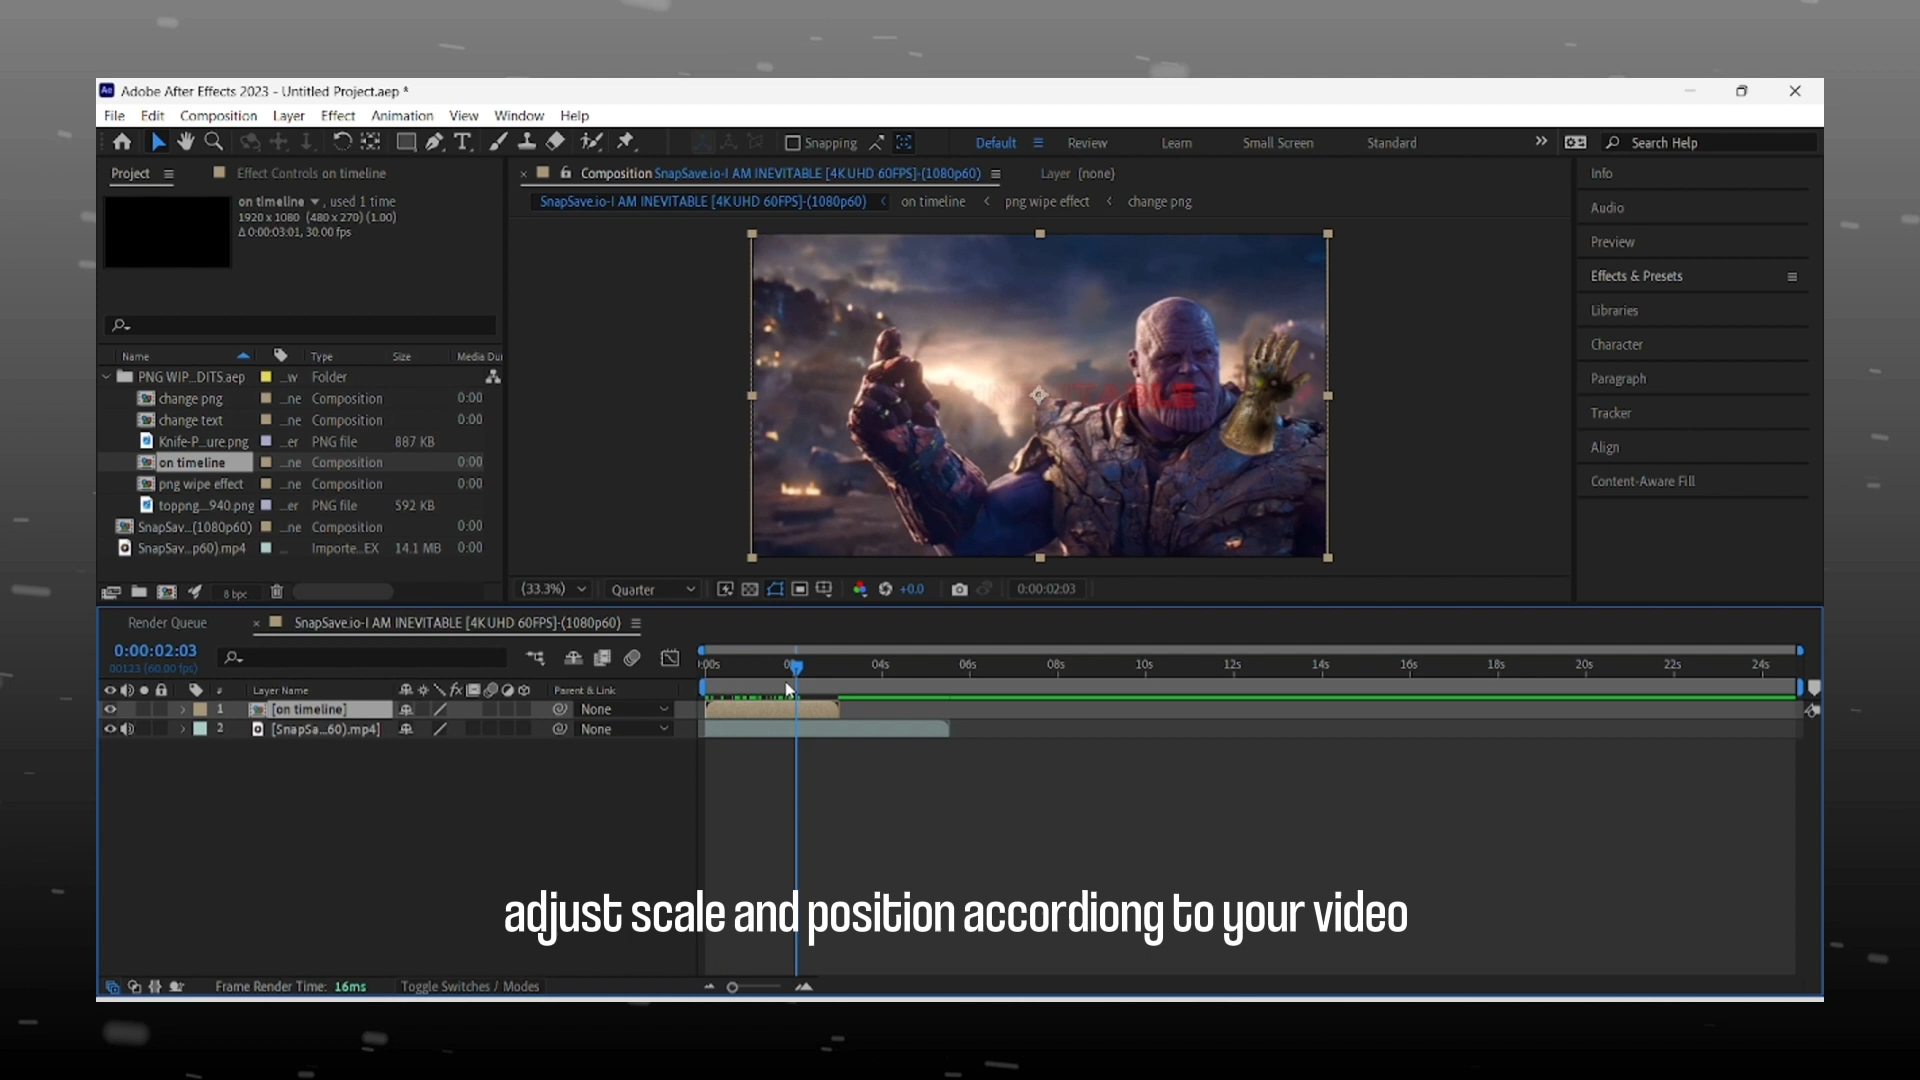 Adobe After Effects 2023 - Untitled Project.aep *
File Edit Composition Layer Effect Animation View Window Help
Snapping Default Review Learn Small Screen Standard Search Help
Project Effect Controls on timeline
on timeline , used 1 time
1920 x 1080 (480 x 270) (1.00)
Δ 0:00:03:01, 30.00 fps
Composition SnapSave.io-I AM INEVITABLE [4K UHD 60FPS]-(1080p60) Layer (none)
SnapSave.io-I AM INEVITABLE [4K UHD 60FPS]-(1080p60) on timeline png wipe effect change png
Info
Audio
Preview
Effects & Presets
Libraries
Character
Paragraph
Tracker
Align
Content-Aware Fill
Name Type Size Media Du
PNG WIP...DITS.aep ...w Folder
change png ...ne Composition 0:00
change text ...ne Composition 0:00
Knife-P...ure.png ...er PNG file 887 KB
on timeline ...ne Composition 0:00
png wipe effect ...ne Composition 0:00
toppng...940.png ...er PNG file 592 KB
SnapSav...(1080p60) ...ne Composition 0:00
SnapSav...p60).mp4 ... Importe...EX 14.1 MB 0:00
8 bpc
(33.3%) Quarter +0.0 0:00:02:03
Render Queue SnapSave.io-I AM INEVITABLE [4K UHD 60FPS]-(1080p60)
0:00:02:03
00123 (60.00 fps)
:00s 04s 06s 08s 10s 12s 14s 16s 18s 20s 22s 24s
# Layer Name Parent & Link
1 [on timeline] None
2 [SnapSa...60).mp4] None
adjust scale and position accordiong to your video
Frame Render Time: 16ms Toggle Switches / Modes